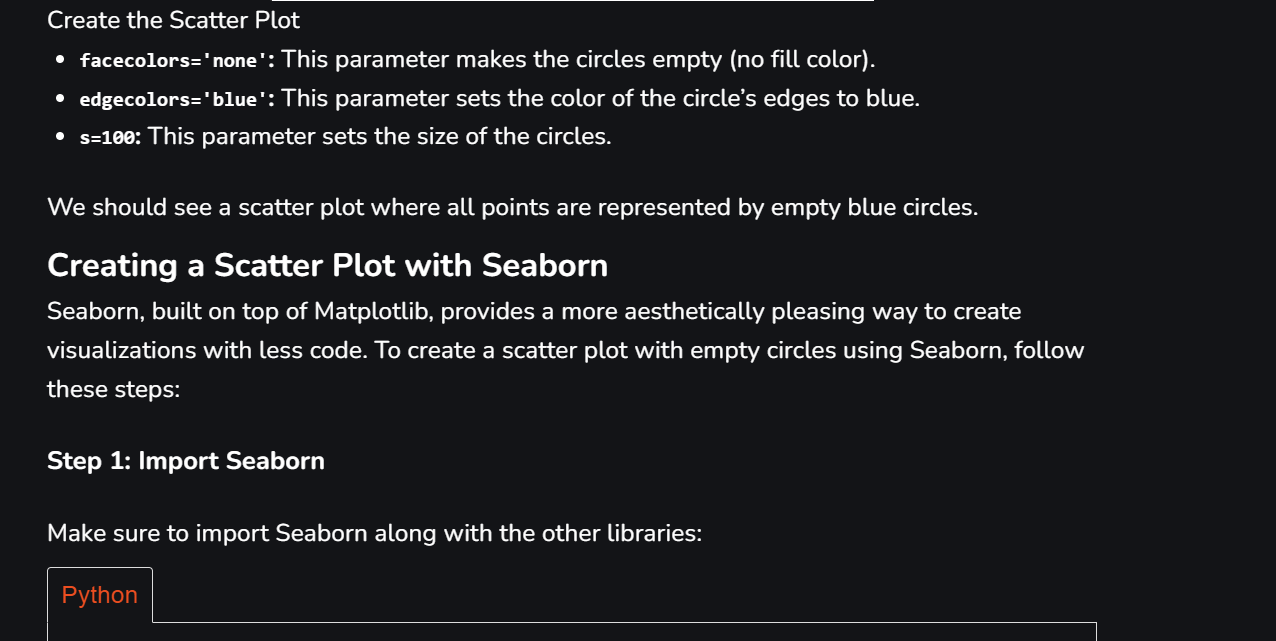 Create the Scatter Plot
facecolors='none': This parameter makes the circles empty (no fill color).
edgecolors='blue': This parameter sets the color of the circle’s edges to blue.
s=100: This parameter sets the size of the circles.
We should see a scatter plot where all points are represented by empty blue circles.
Creating a Scatter Plot with Seaborn
Seaborn, built on top of Matplotlib, provides a more aesthetically pleasing way to create
visualizations with less code. To create a scatter plot with empty circles using Seaborn, follow
these steps:
Step 1: Import Seaborn
Make sure to import Seaborn along with the other libraries:
Python